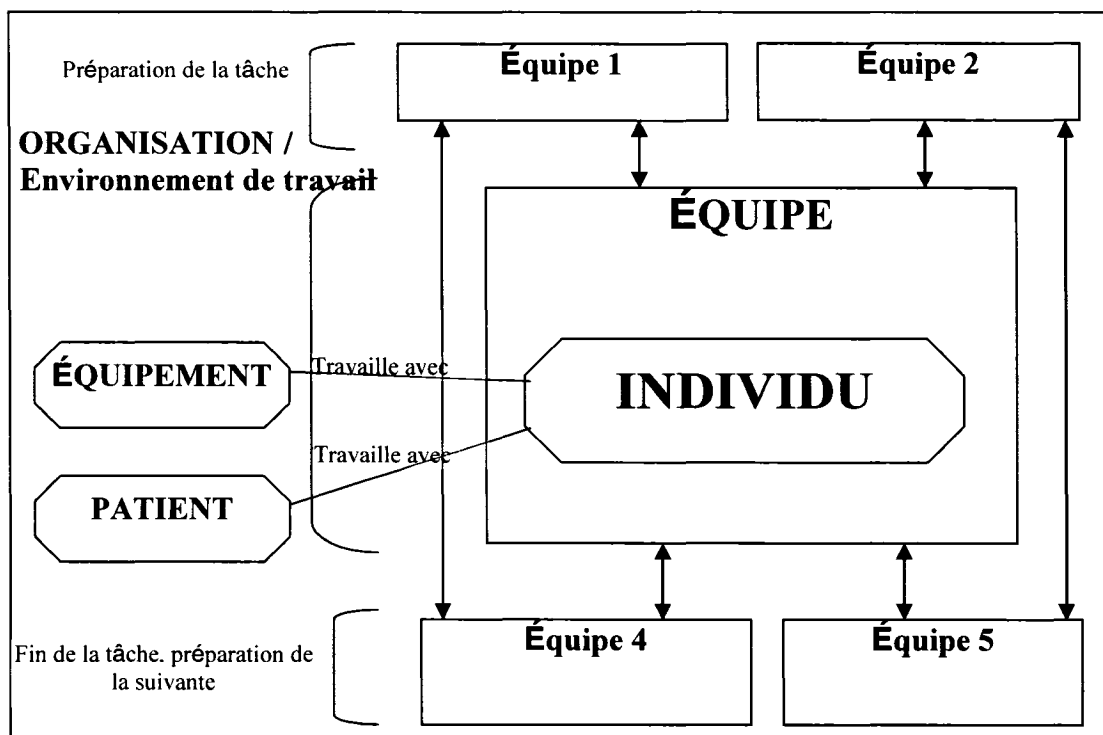 Préparation de la tâche
Équipe 1
Équipe 2
ORGANISATION /
Environnement de travail
ÉQUIPE
ÉQUIPEMENT
Travaille avec
INDIVIDU
Travaille avec
PATIENT
Équipe 4
Équipe 5
Fin de la tâche. préparation de
la suivante